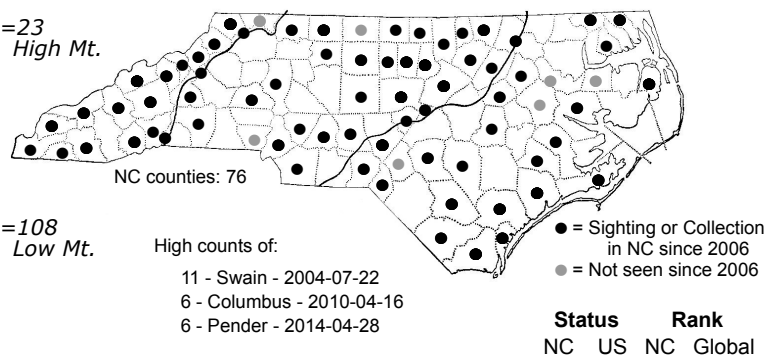 =23
High Mt.
NC counties: 76
=108
Low Mt.
High counts of:
11 - Swain - 2004-07-22
6 - Columbus - 2010-04-16
6 - Pender - 2014-04-28
= Sighting or Collection
in NC since 2006
= Not seen since 2006
Status Rank
NC US NC Global